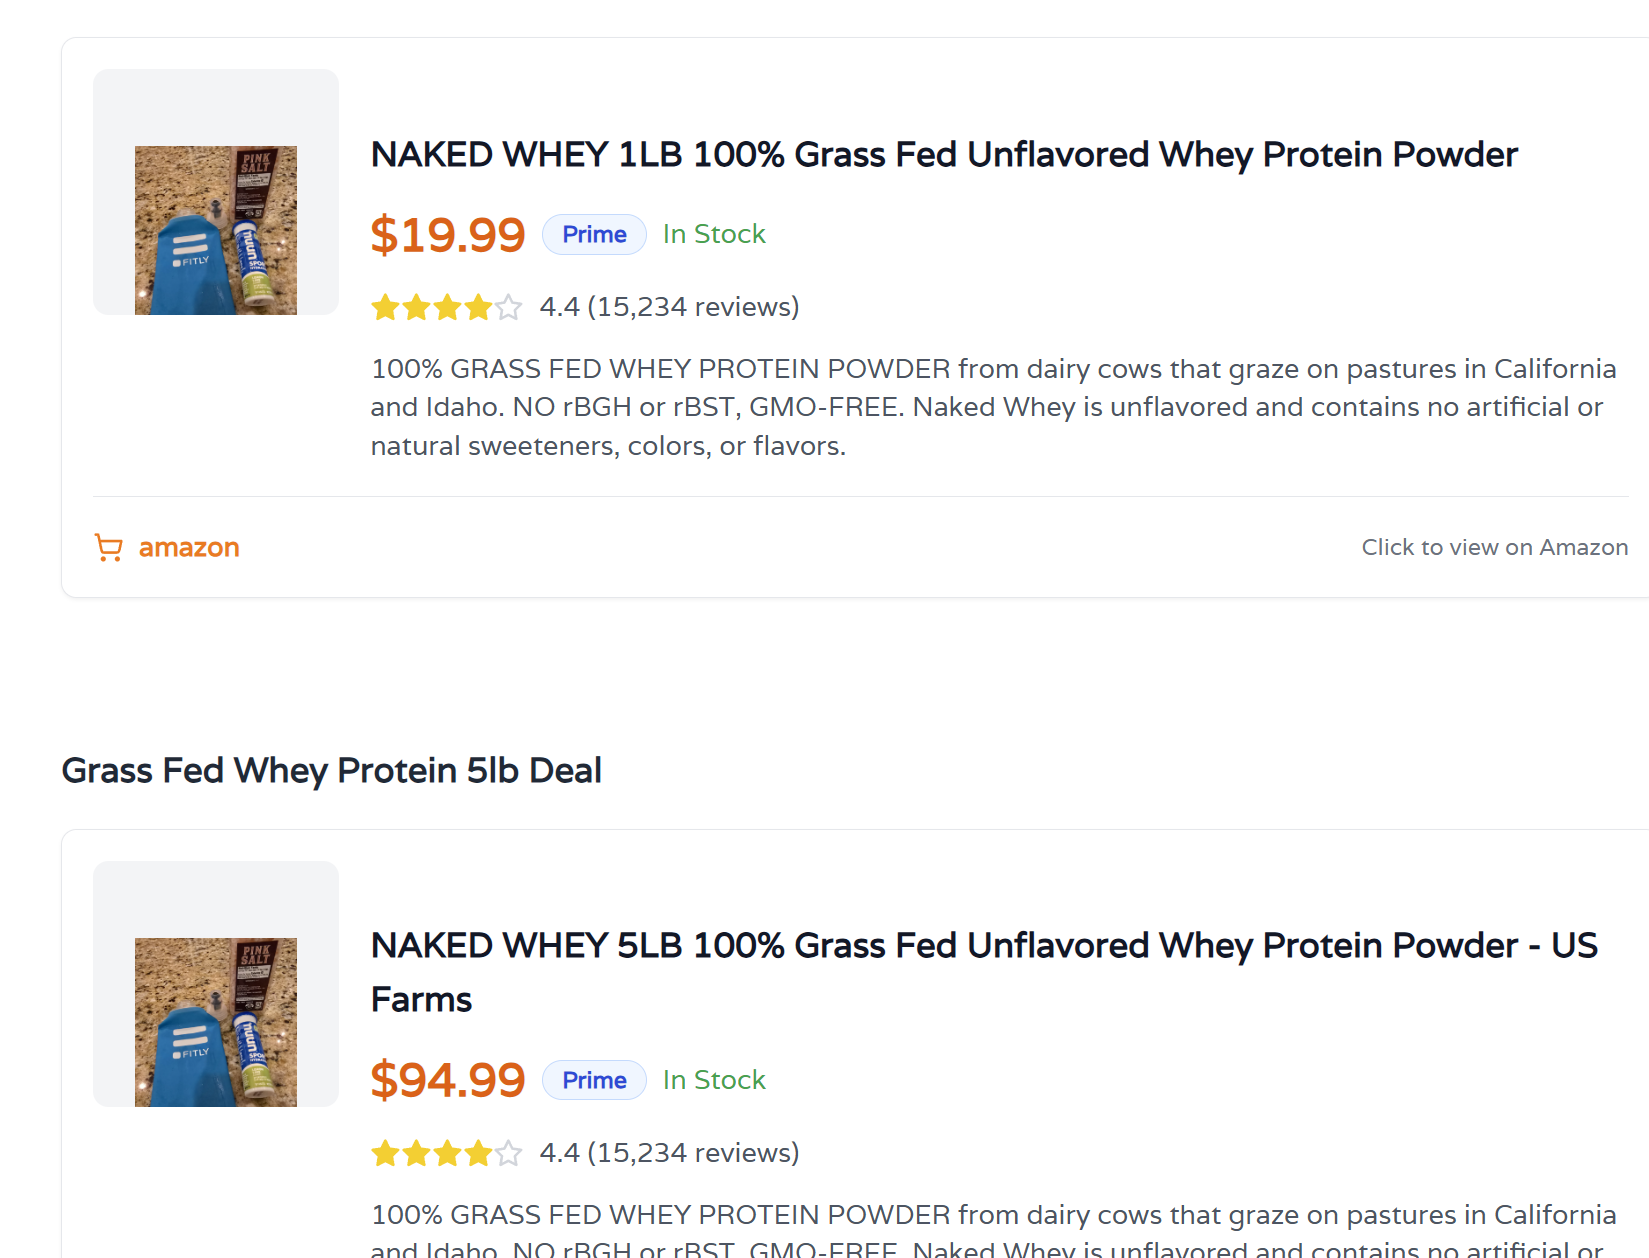 PINK
SALT
FITLY
nuun
SPORT
NAKED WHEY 1LB 100% Grass Fed Unflavored Whey Protein Powder
$19.99 Prime In Stock
4.4 (15,234 reviews)
100% GRASS FED WHEY PROTEIN POWDER from dairy cows that graze on pastures in California
and Idaho. NO rBGH or rBST, GMO-FREE. Naked Whey is unflavored and contains no artificial or
natural sweeteners, colors, or flavors.
amazon
Click to view on Amazon
Grass Fed Whey Protein 5lb Deal
PINK
SALT
FITLY
nuun
SPORT
NAKED WHEY 5LB 100% Grass Fed Unflavored Whey Protein Powder - US
Farms
$94.99 Prime In Stock
4.4 (15,234 reviews)
100% GRASS FED WHEY PROTEIN POWDER from dairy cows that graze on pastures in California
and Idaho. NO rBGH or rBST, GMO-FREE. Naked Whey is unflavored and contains no artificial or